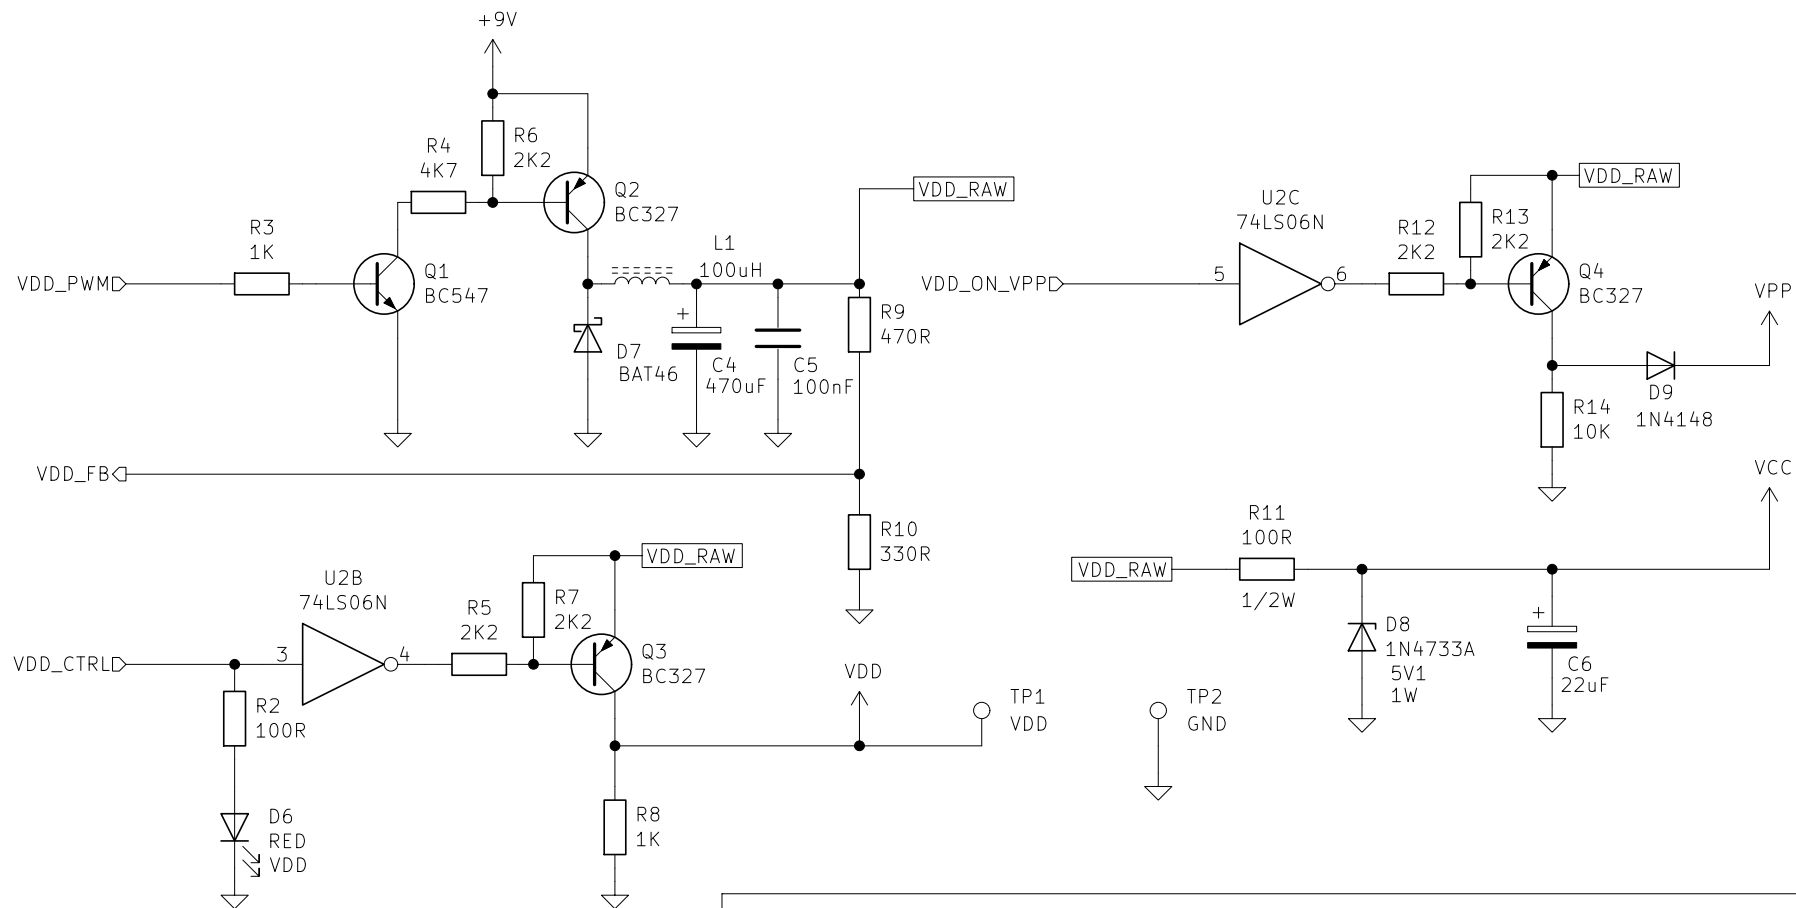 +9V
R6
2K2
R4
4K7
Q2
BC327
VDD_RAW
R3
1K
VDD_PWM
Q1
BC547
L1
100uH
+
D7
BAT46
C4
470uF
C5
100nF
R9
470R
VDD_FB
R10
330R
U2C
74LS06N
VDD_ON_VPP
5
6
R12
2K2
R13
2K2
VDD_RAW
Q4
BC327
VPP
D9
1N4148
R14
10K
VCC
R11
100R
VDD_RAW
1/2W
D8
1N4733A
5V1
1W
+
C6
22uF
U2B
74LS06N
VDD_CTRL
3
4
R5
2K2
R7
2K2
VDD_RAW
Q3
BC327
VDD
TP1
VDD
TP2
GND
R2
100R
D6
RED
VDD
R8
1K